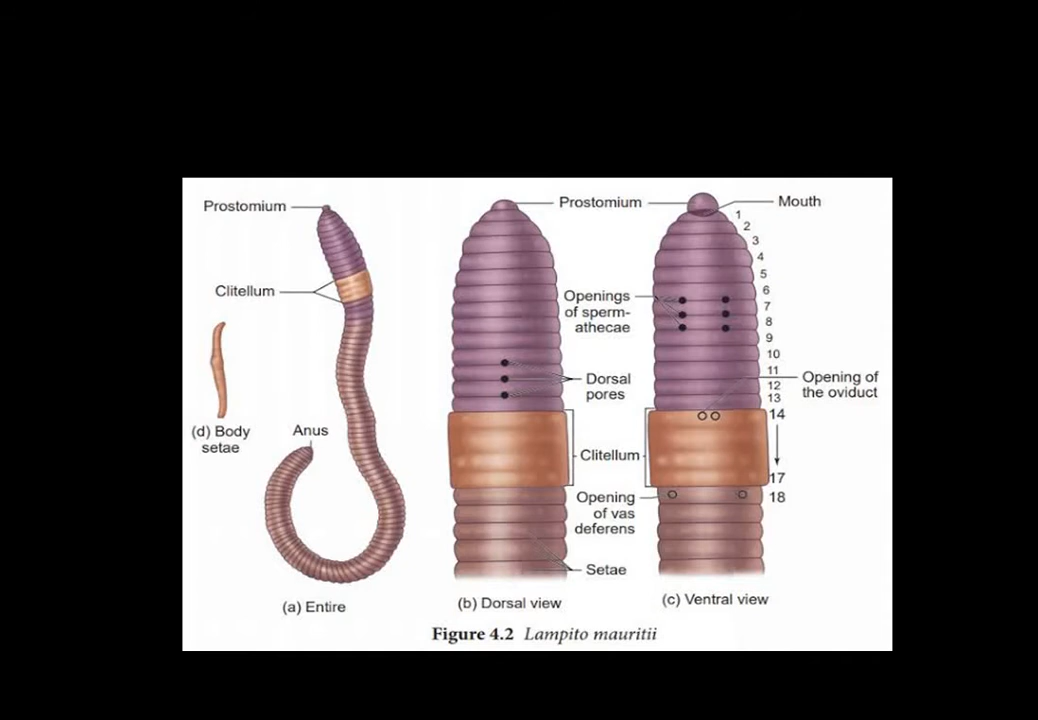 Prostomium
Clitellum
(d) Body
setae
Anus
(a) Entire
Prostomium
Openings
of sperm-
athecae
Dorsal
pores
Clitellum
Opening
of vas
deferens
Setae
(b) Dorsal view
Mouth
1
2
3
4
5
6
7
8
9
10
11
12
13
14
17
18
Opening of
the oviduct
(c) Ventral view
Figure 4.2 Lampito mauritii